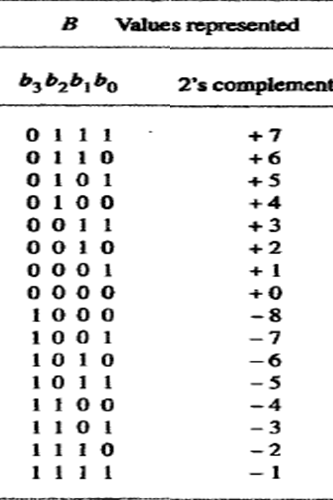 B Values represented
b₃b₂b₁b₀ 2's complement
0 1 1 1 +7
0 1 1 0 +6
0 1 0 1 +5
0 1 0 0 +4
0 0 1 1 +3
0 0 1 0 +2
0 0 0 1 +1
0 0 0 0 +0
1 0 0 0 -8
1 0 0 1 -7
1 0 1 0 -6
1 0 1 1 -5
1 1 0 0 -4
1 1 0 1 -3
1 1 1 0 -2
1 1 1 1 -1